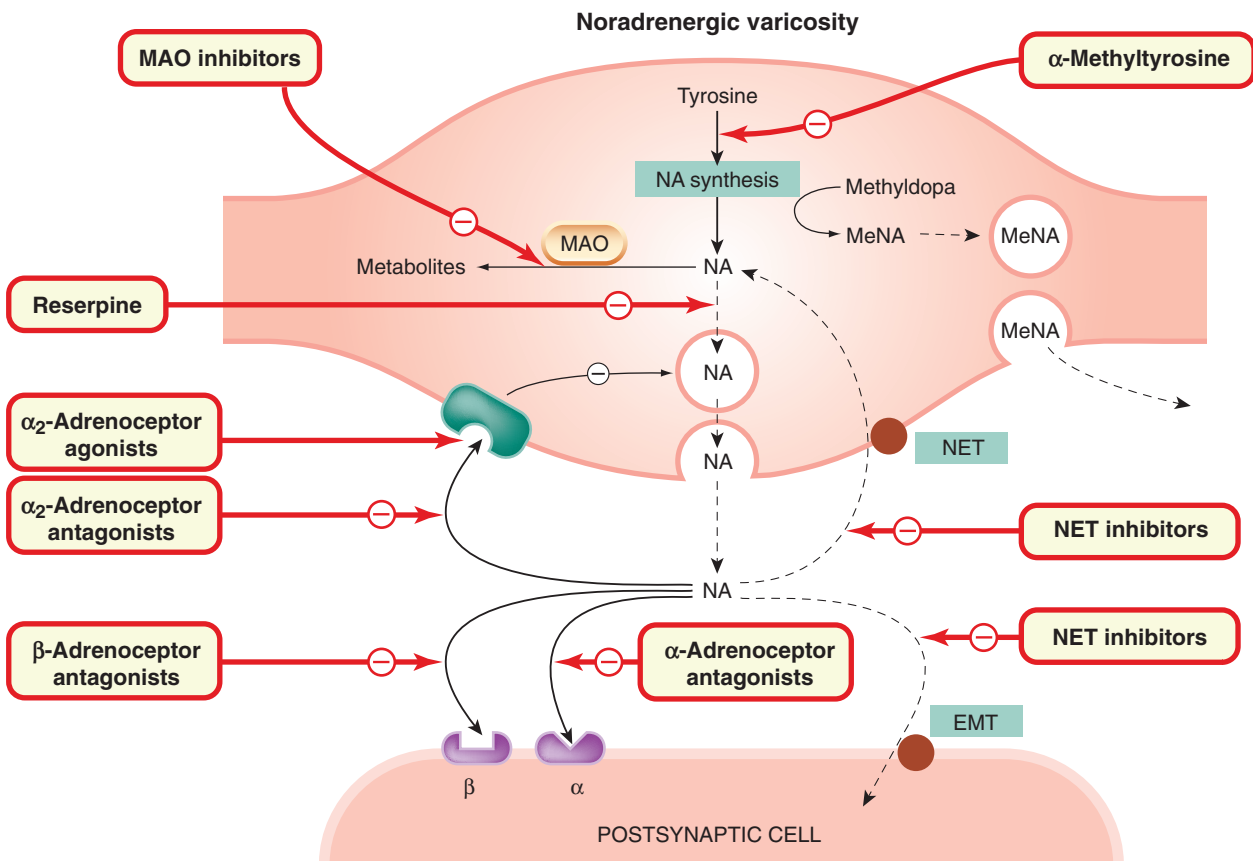 Noradrenergic varicosity
MAO inhibitors
α-Methyltyrosine
Tyrosine
NA synthesis
Methyldopa
MeNA
MeNA
MAO
Metabolites
NA
Reserpine
MeNA
NA
α₂-Adrenoceptor
agonists
NET
NA
α₂-Adrenoceptor
antagonists
NET inhibitors
NA
β-Adrenoceptor
antagonists
α-Adrenoceptor
antagonists
NET inhibitors
EMT
β
α
POSTSYNAPTIC CELL